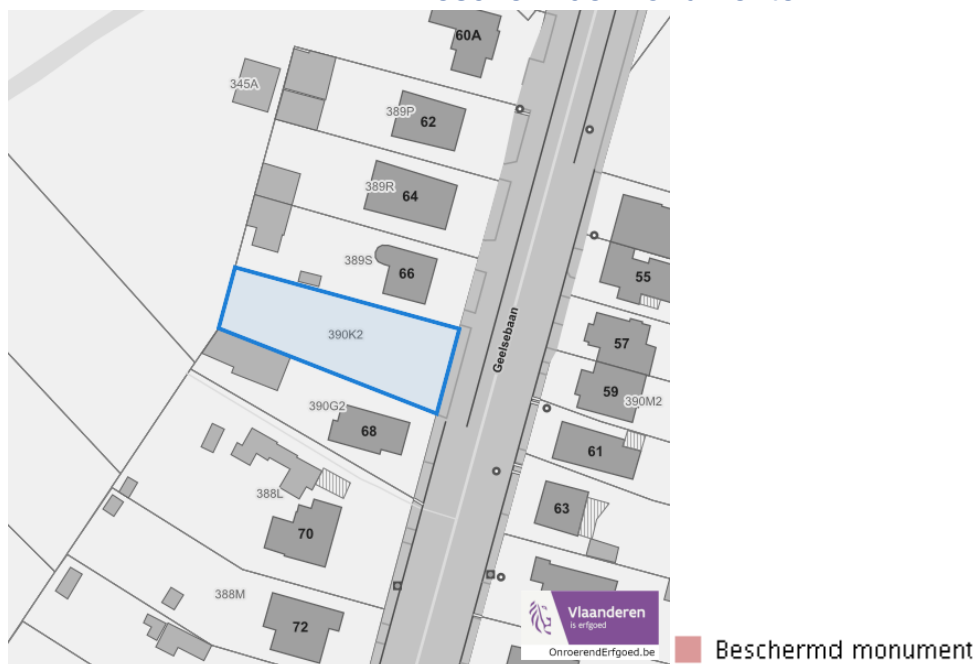 60A
345A
389P
62
389R
64
389S
66
55
390K2
Geelsebaan
57
59
390M2
390G2
68
61
388L
63
70
388M
72
Vlaanderen
is erfgoed
OnroerendErfgoed.be
Beschermd monument